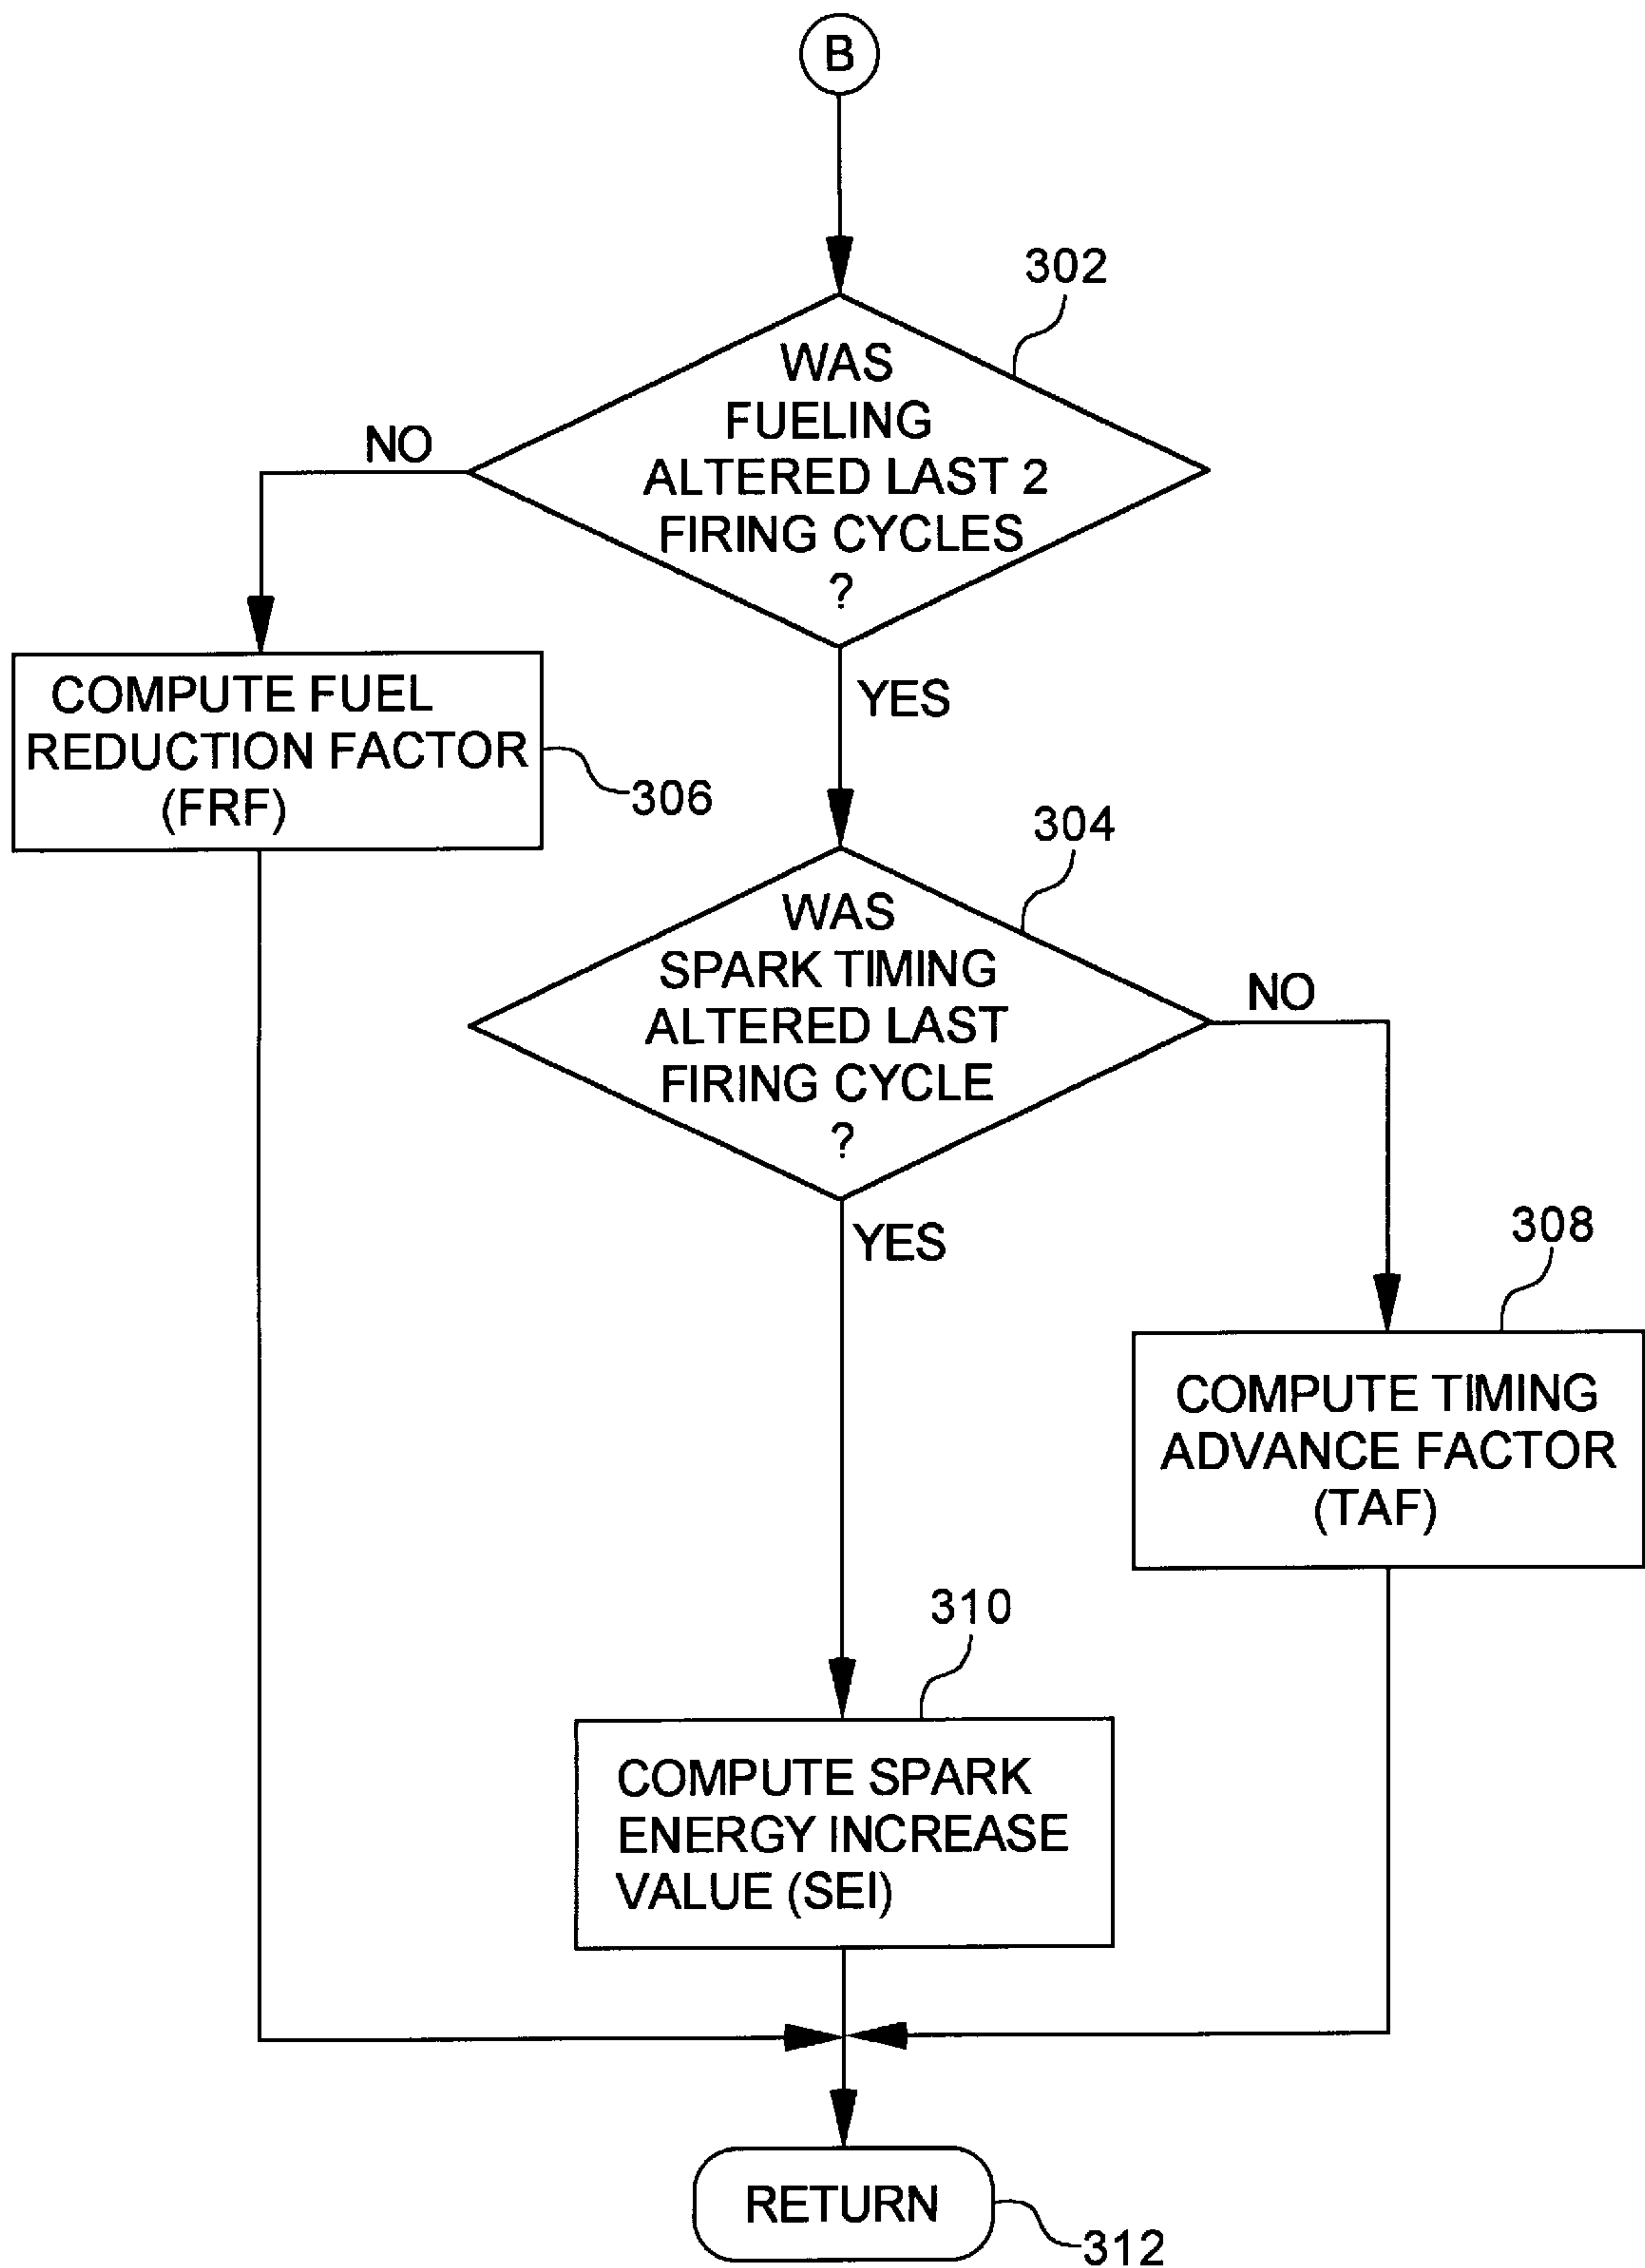 B
302
WAS
FUELING
ALTERED LAST 2
FIRING CYCLES
?
NO
YES
COMPUTE FUEL
REDUCTION FACTOR
(FRF)
306
304
WAS
SPARK TIMING
ALTERED LAST
FIRING CYCLE
?
NO
YES
308
COMPUTE TIMING
ADVANCE FACTOR
(TAF)
310
COMPUTE SPARK
ENERGY INCREASE
VALUE (SEI)
RETURN
312